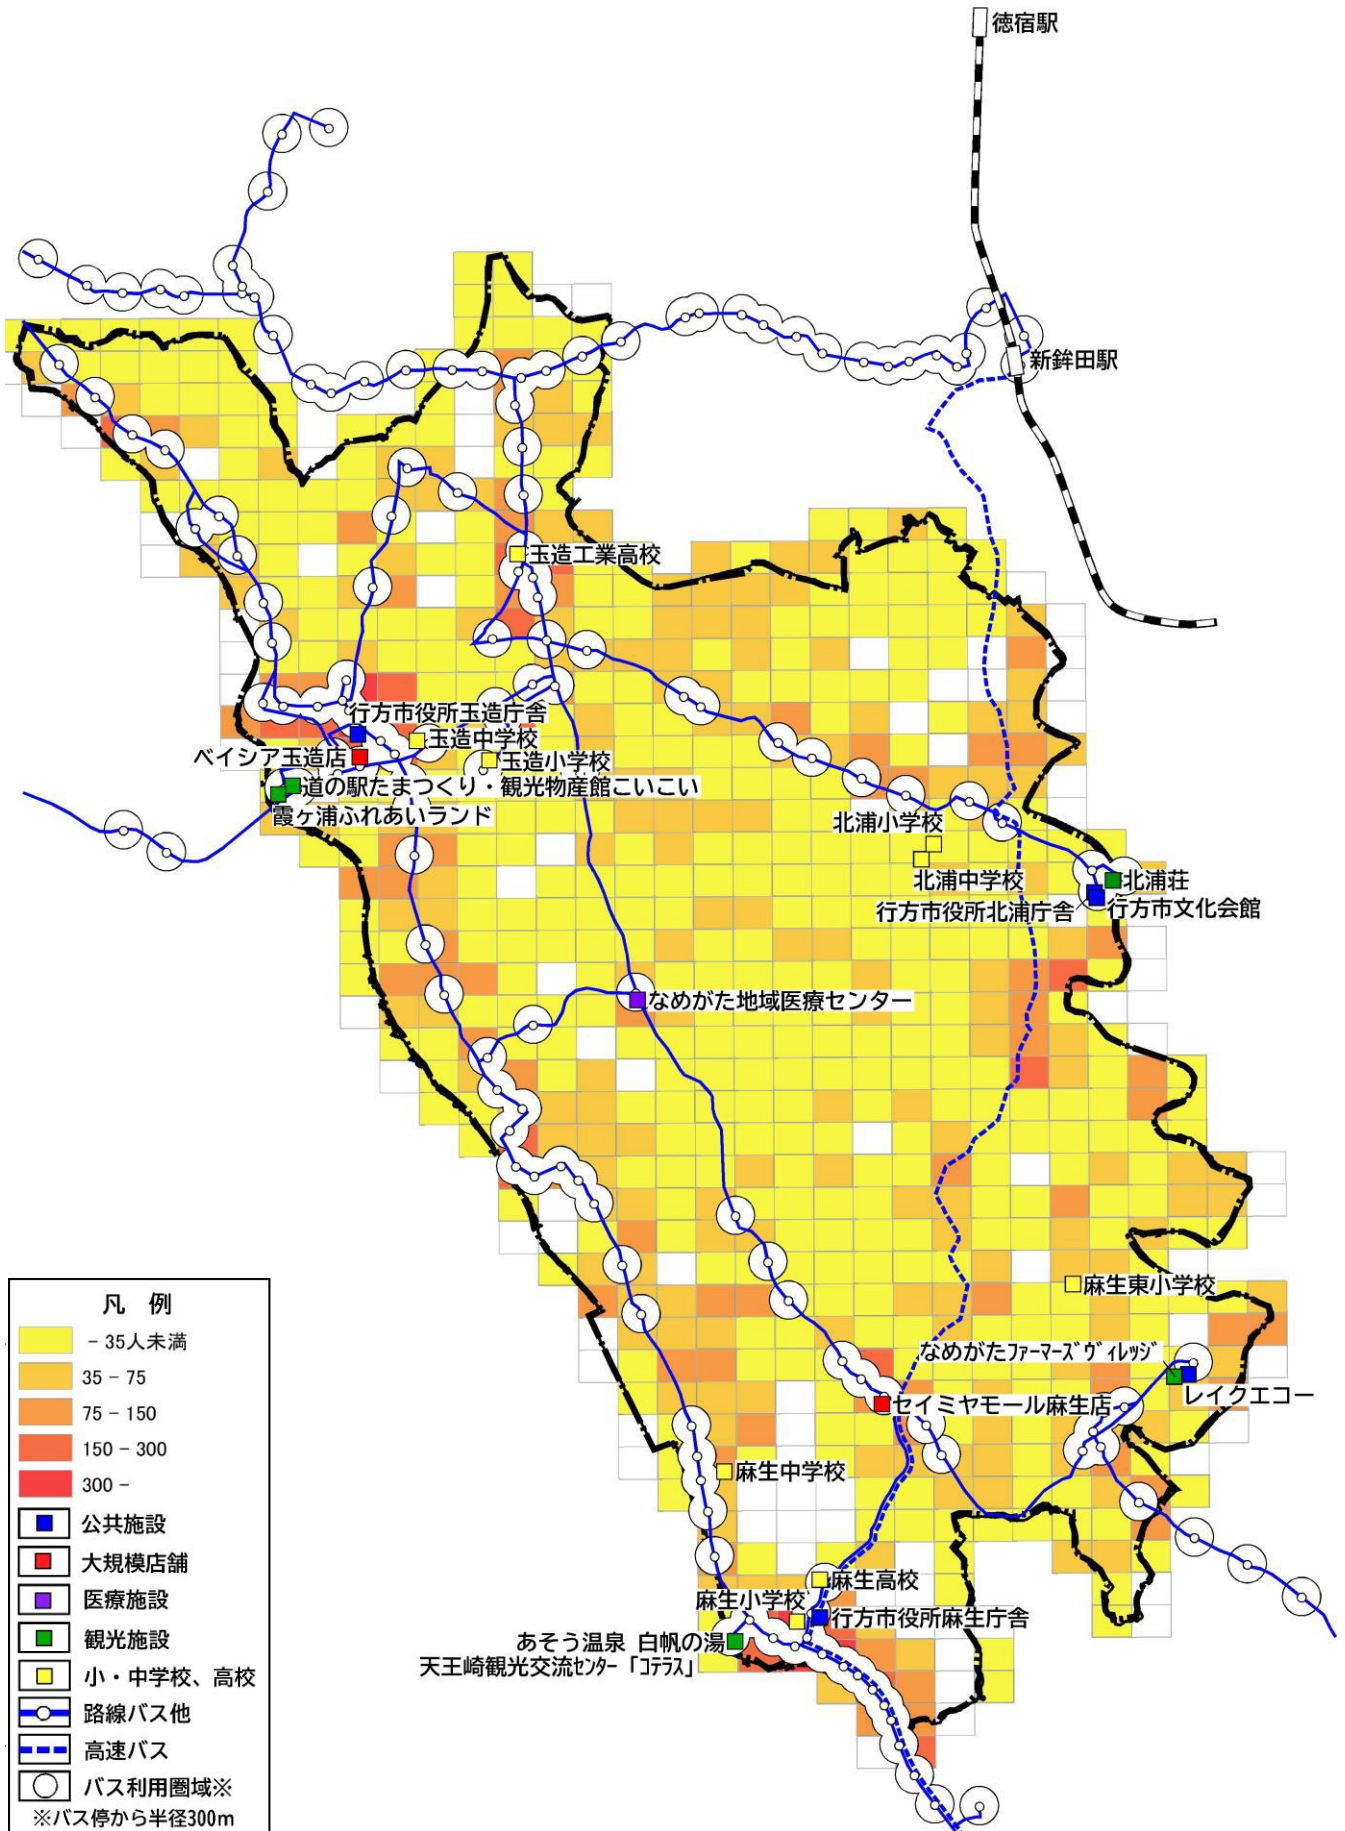 徳宿駅
新鉾田駅
玉造工業高校
行方市役所玉造庁舎
玉造中学校
ベイシア玉造店
玉造小学校
道の駅たまつくり・観光物産館こいこい
霞ヶ浦ふれあいランド
北浦小学校
北浦中学校
北浦荘
行方市役所北浦庁舎
行方市文化会館
なめがた地域医療センター
麻生東小学校
なめがたファーマーズヴィレッジ
レイクエコー
セイミヤモール麻生店
麻生中学校
麻生高校
麻生小学校
行方市役所麻生庁舎
あそう温泉 白帆の湯
天王崎観光交流センター「コテラス」
凡 例
- 35人未満
35 - 75
75 - 150
150 - 300
300 -
公共施設
大規模店舗
医療施設
観光施設
小・中学校、高校
路線バス他
高速バス
バス利用圏域※
※バス停から半径300m